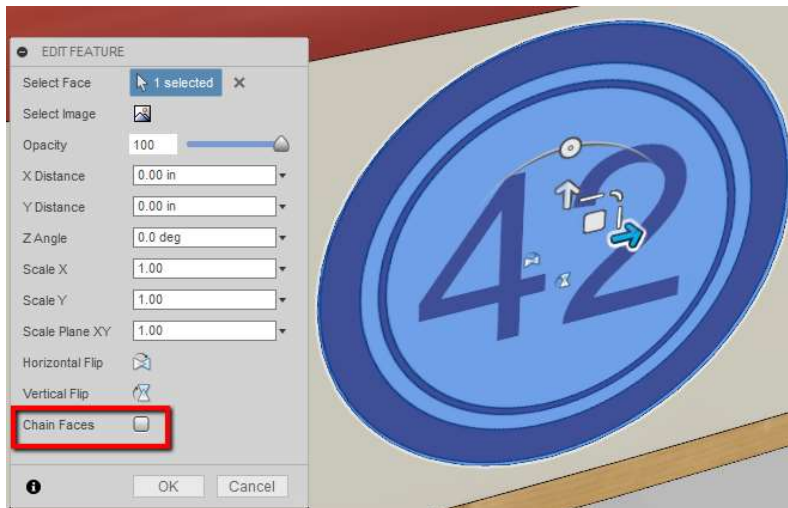 EDIT FEATURE
Select Face 1 selected
Select Image
Opacity 100
X Distance 0.00 in
Y Distance 0.00 in
Z Angle 0.0 deg
Scale X 1.00
Scale Y 1.00
Scale Plane XY 1.00
Horizontal Flip
Vertical Flip
Chain Faces
OK Cancel
42